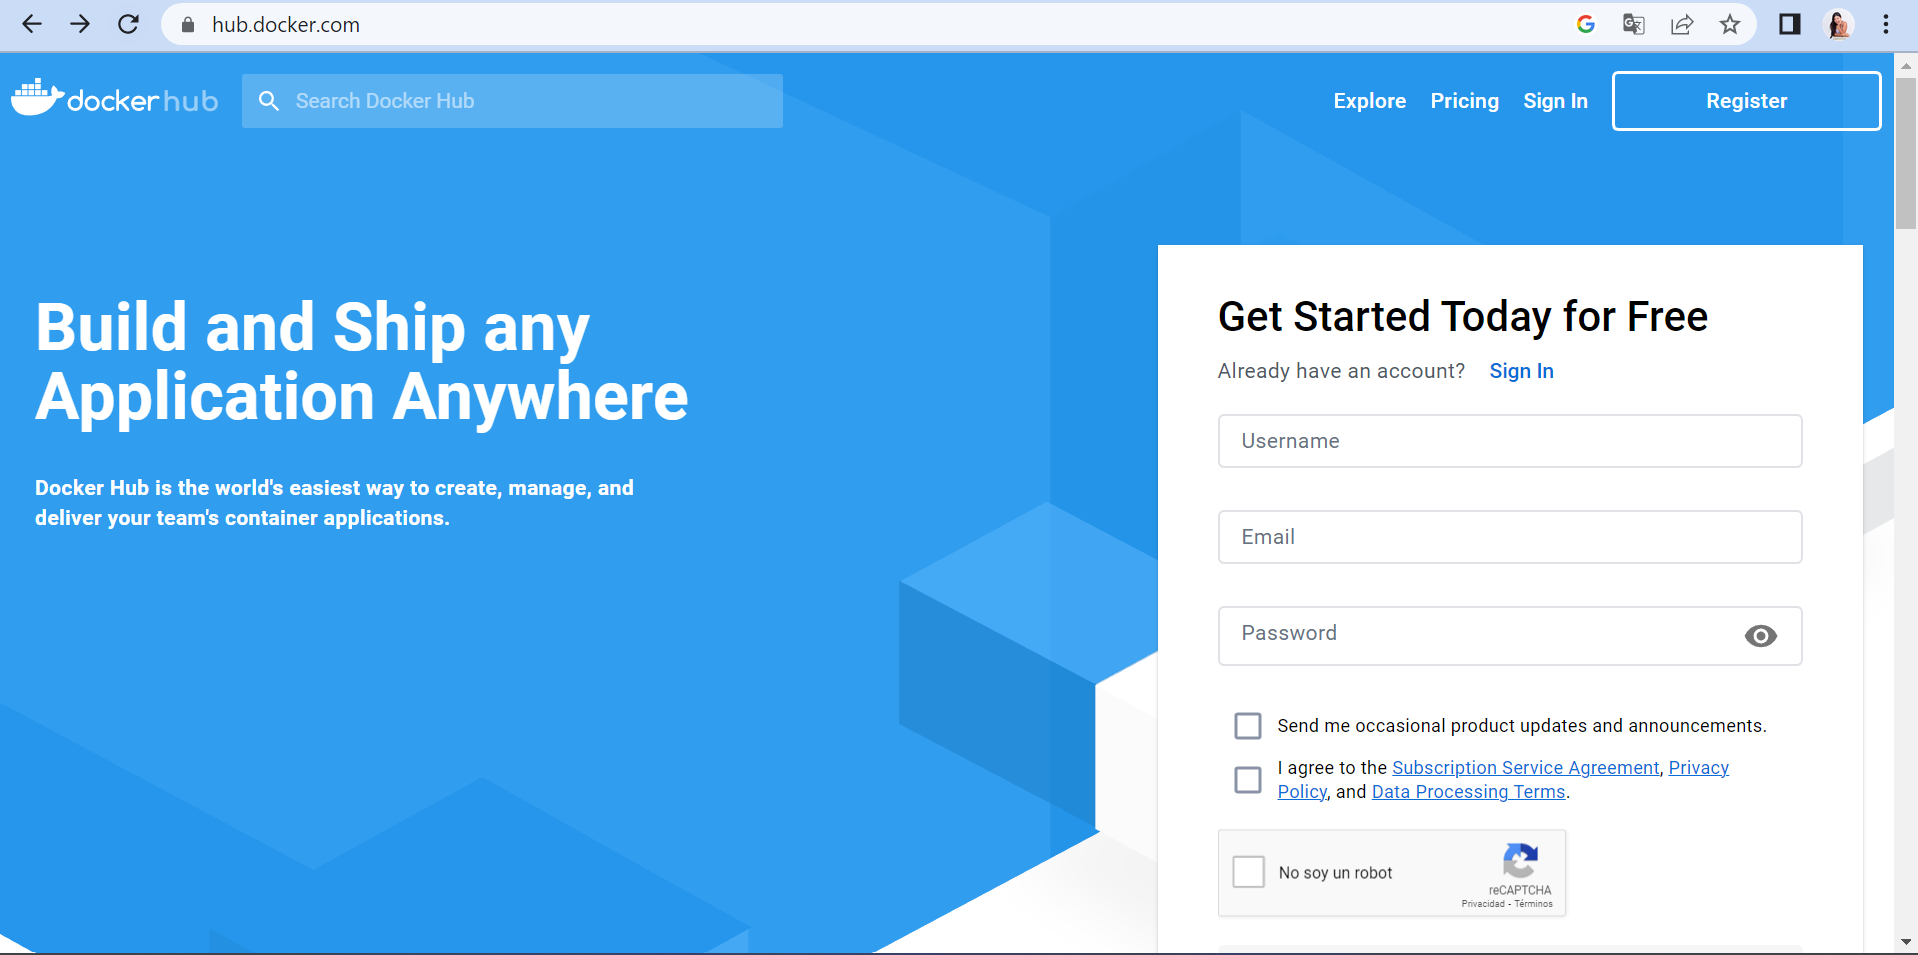 hub.docker.com
docker hub
Search Docker Hub
Explore Pricing Sign In Register
Build and Ship any
Application Anywhere
Docker Hub is the world's easiest way to create, manage, and
deliver your team's container applications.
Get Started Today for Free
Already have an account? Sign In
Username
Email
Password
Send me occasional product updates and announcements.
I agree to the Subscription Service Agreement, Privacy
Policy, and Data Processing Terms.
No soy un robot
reCAPTCHA
Privacidad - Términos